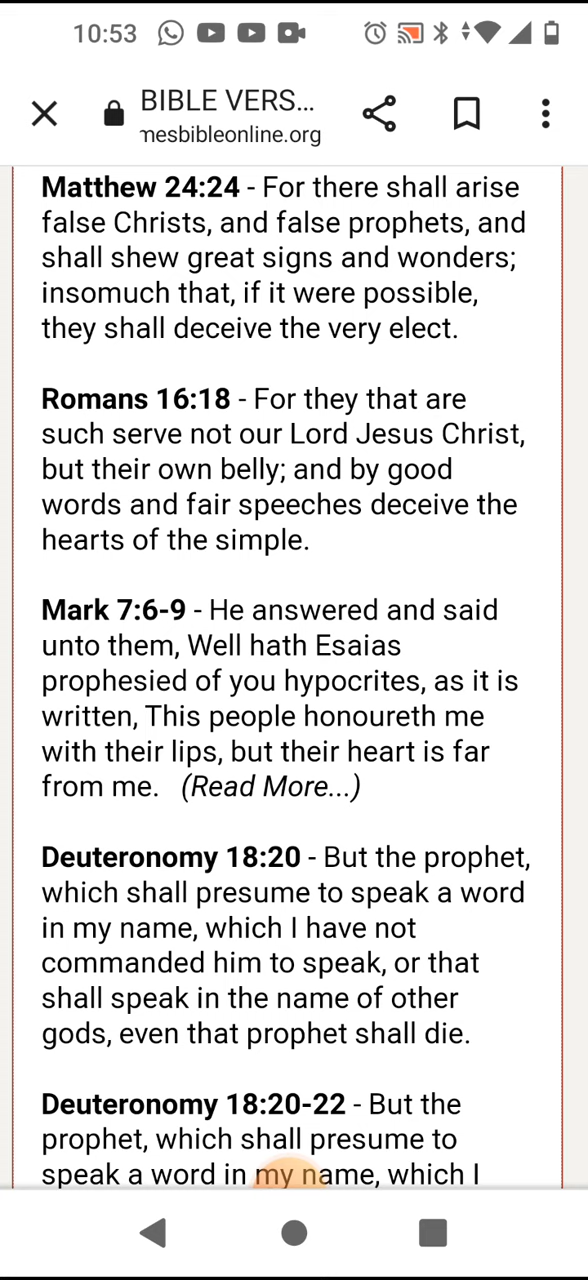 10:53
BIBLE VERS...
mesbibleonline.org
Matthew 24:24 - For there shall arise
false Christs, and false prophets, and
shall shew great signs and wonders;
insomuch that, if it were possible,
they shall deceive the very elect.
Romans 16:18 - For they that are
such serve not our Lord Jesus Christ,
but their own belly; and by good
words and fair speeches deceive the
hearts of the simple.
Mark 7:6-9 - He answered and said
unto them, Well hath Esaias
prophesied of you hypocrites, as it is
written, This people honoureth me
with their lips, but their heart is far
from me. (Read More...)
Deuteronomy 18:20 - But the prophet,
which shall presume to speak a word
in my name, which I have not
commanded him to speak, or that
shall speak in the name of other
gods, even that prophet shall die.
Deuteronomy 18:20-22 - But the
prophet, which shall presume to
speak a word in my name, which I